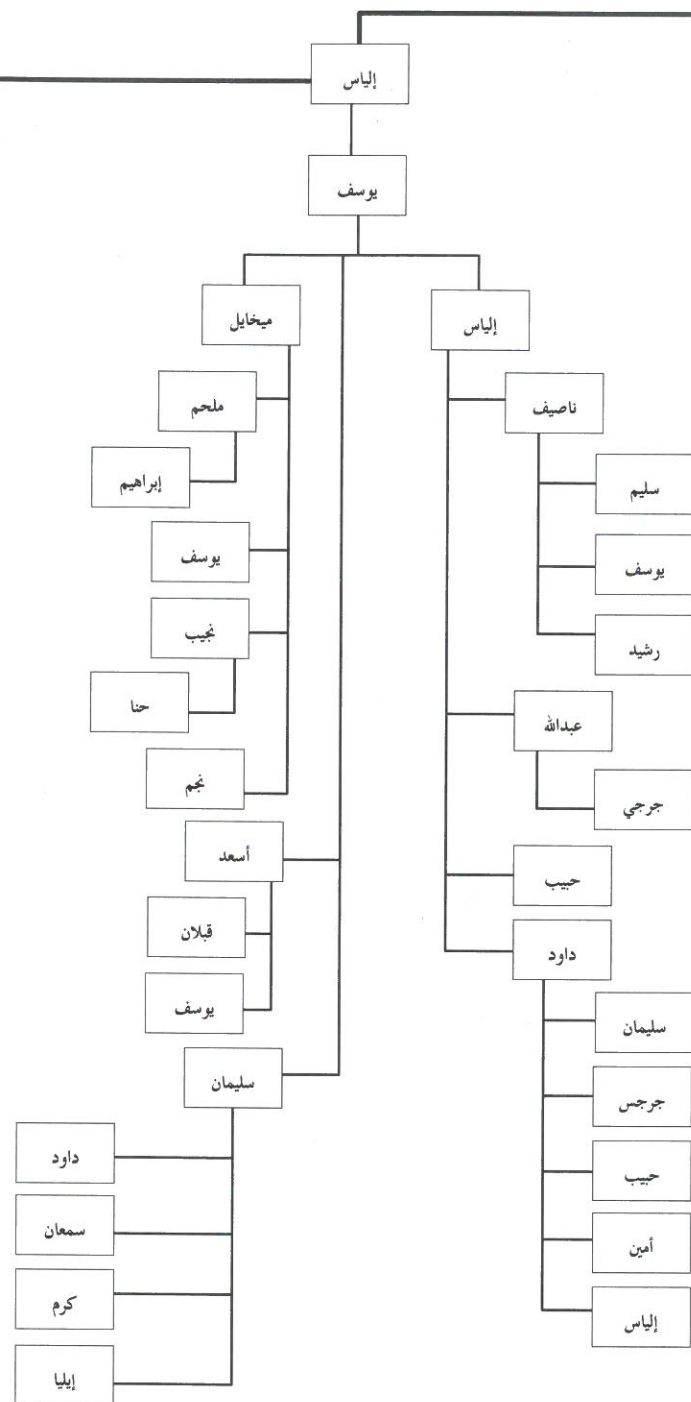 إلياس
يوسف
إلياس
ميخايل
ناصيف
سليم
يوسف
رشيد
عبدالله
جرجي
حبيب
داود
سليمان
جرجس
حبيب
أمين
إلياس
ملحم
إبراهيم
يوسف
نجيب
حنا
نجم
أسعد
قبلان
يوسف
سليمان
داود
سمعان
كرم
إيليا